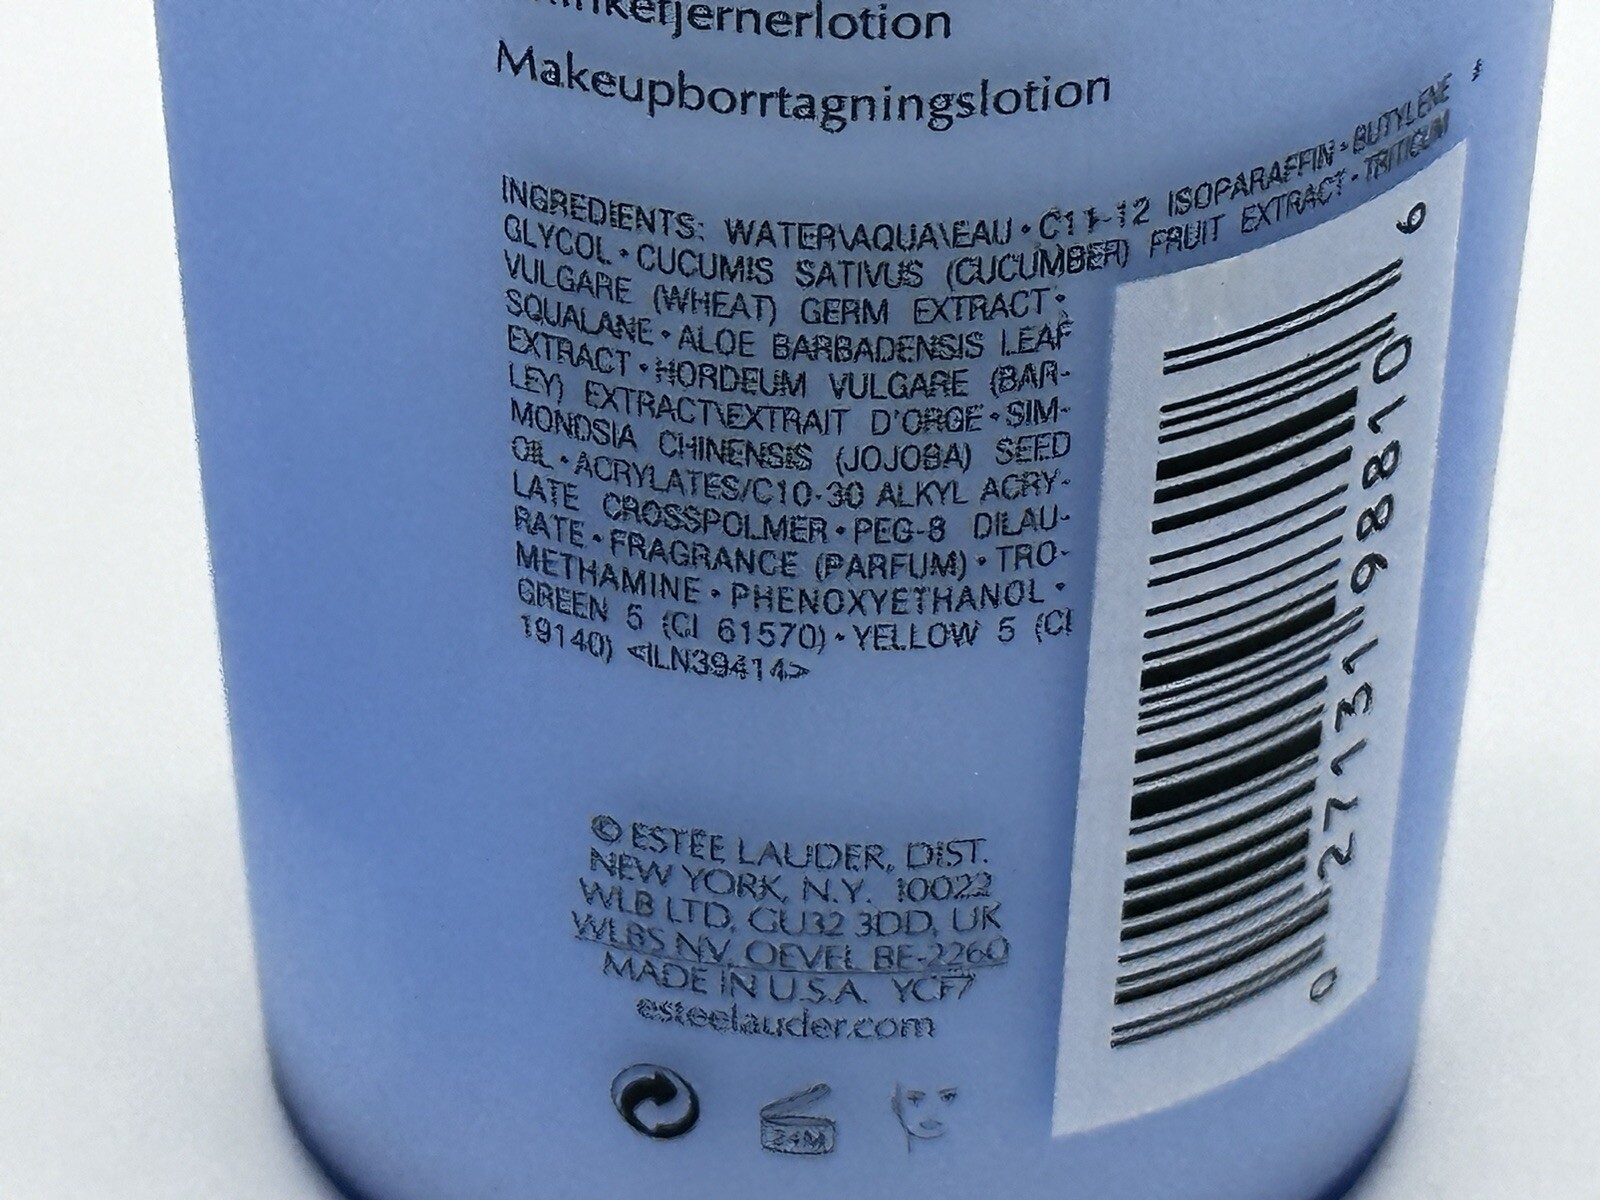 Makeupborrtagningslotion
INGREDIENTS: WATER\AQUA\EAU • C11-12 ISOPARAFFIN • BUTYLENE
GLYCOL • CUCUMIS SATIVUS (CUCUMBER) FRUIT EXTRACT • TRITICUM
VULGARE (WHEAT) GERM EXTRACT •
SQUALANE • ALOE BARBADENSIS LEAF
EXTRACT • HORDEUM VULGARE (BAR-
LEY) EXTRACT\EXTRAIT D'ORGE • SIM-
MONDSIA CHINENSIS (JOJOBA) SEED
OIL • ACRYLATES/C10-30 ALKYL ACRY-
LATE CROSSPOLMER • PEG-8 DILAU-
RATE • FRAGRANCE (PARFUM) • TRO-
METHAMINE • PHENOXYETHANOL •
GREEN 5 (CI 61570) • YELLOW 5 (CI
19140) <ILN39414>
© ESTEE LAUDER, DIST.
NEW YORK, N.Y. 10022
WLB LTD, GU32 3DD, UK
WLBS NV, OEVEL BE-2260
MADE IN U.S.A. YCF7
esteelauder.com
24M
0 27131 98810 6